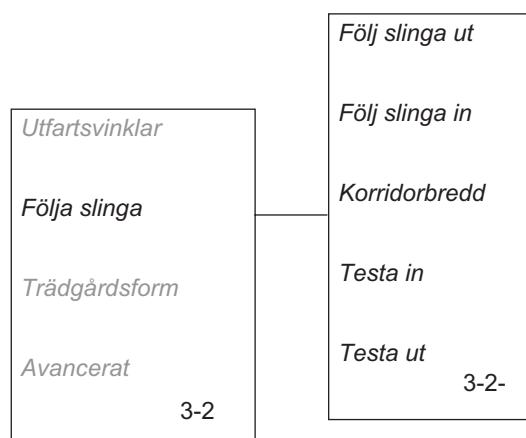 Utfartsvinklar
Följa slinga
Trädgårdsform
Avancerat
3-2
Följ slinga ut
Följ slinga in
Korridorbredd
Testa in
Testa ut
3-2-